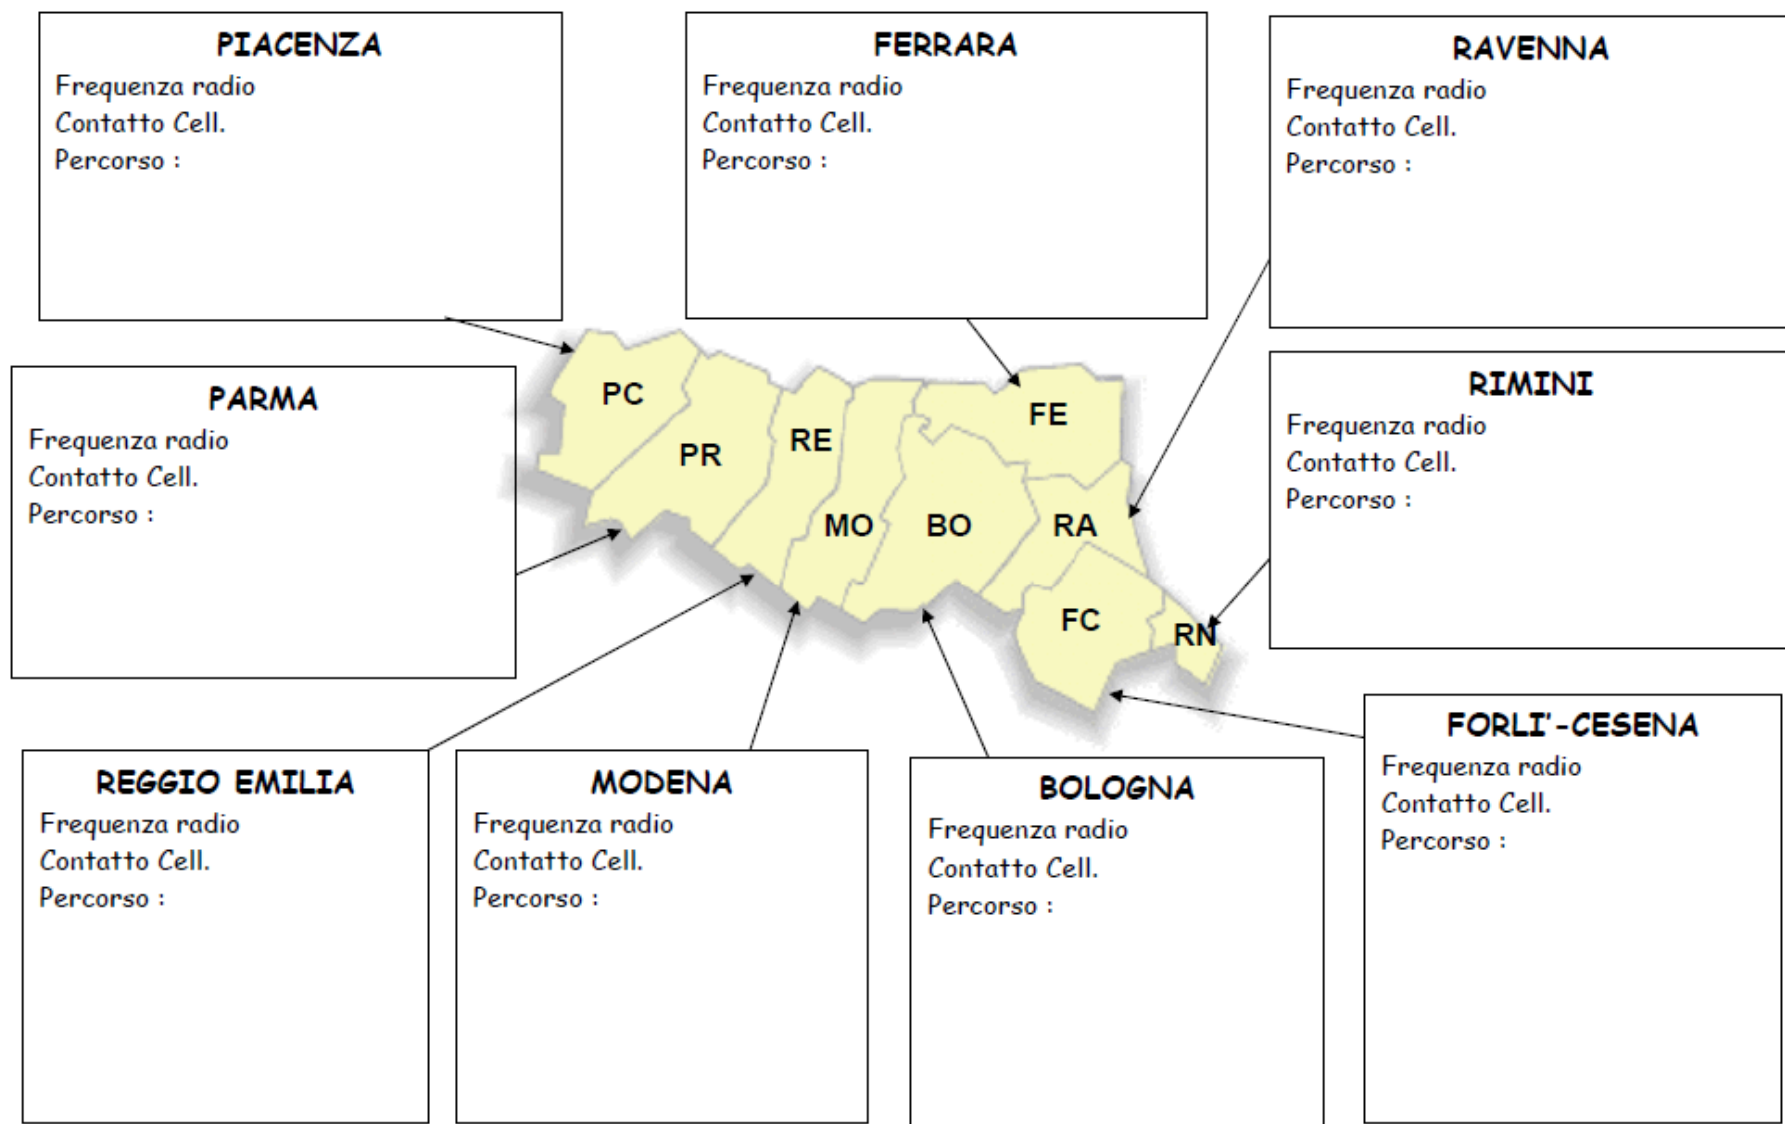 PIACENZA
Frequenza radio
Contatto Cell.
Percorso :
FERRARA
Frequenza radio
Contatto Cell.
Percorso :
RAVENNA
Frequenza radio
Contatto Cell.
Percorso :
PARMA
Frequenza radio
Contatto Cell.
Percorso :
RIMINI
Frequenza radio
Contatto Cell.
Percorso :
PC
PR
RE
MO
BO
FE
RA
FC
RN
REGGIO EMILIA
Frequenza radio
Contatto Cell.
Percorso :
MODENA
Frequenza radio
Contatto Cell.
Percorso :
BOLOGNA
Frequenza radio
Contatto Cell.
Percorso :
FORLI'-CESENA
Frequenza radio
Contatto Cell.
Percorso :